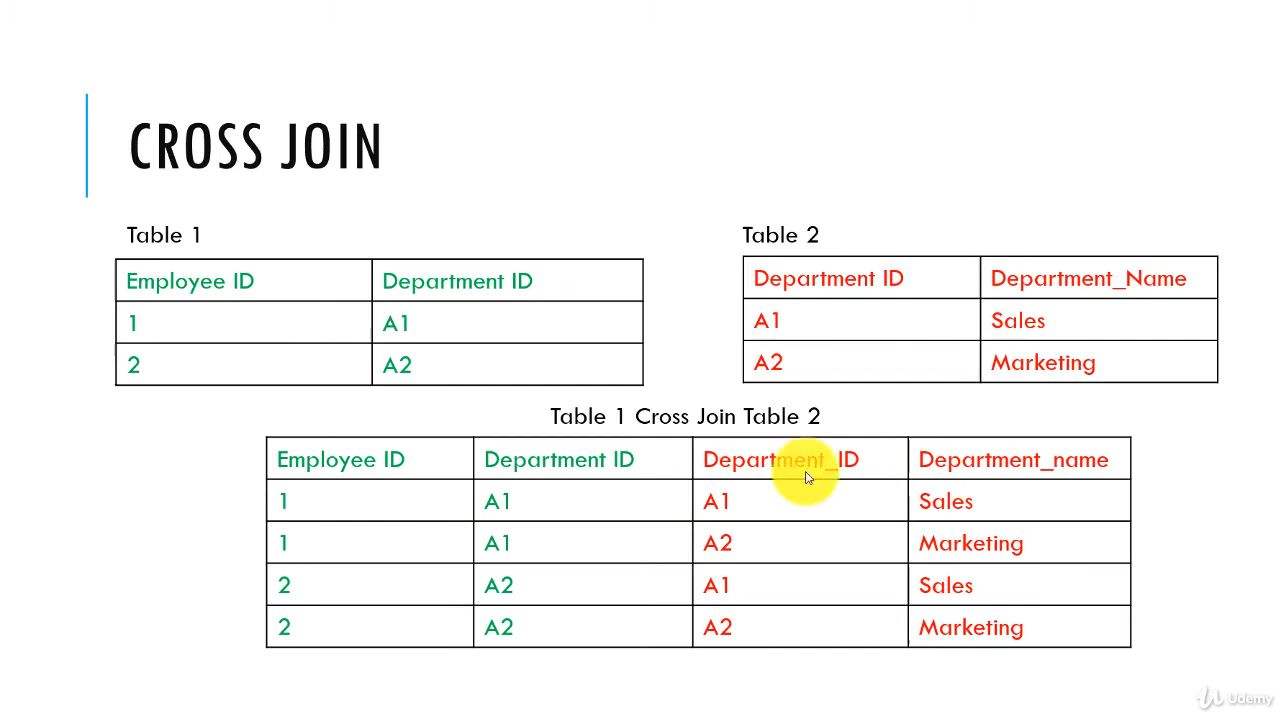 CROSS JOIN
Table 1
Employee ID Department ID
1 A1
2 A2
Table 2
Department ID Department_Name
A1 Sales
A2 Marketing
Table 1 Cross Join Table 2
Employee ID Department ID Department_ID Department_name
1 A1 A1 Sales
1 A1 A2 Marketing
2 A2 A1 Sales
2 A2 A2 Marketing
Udemy